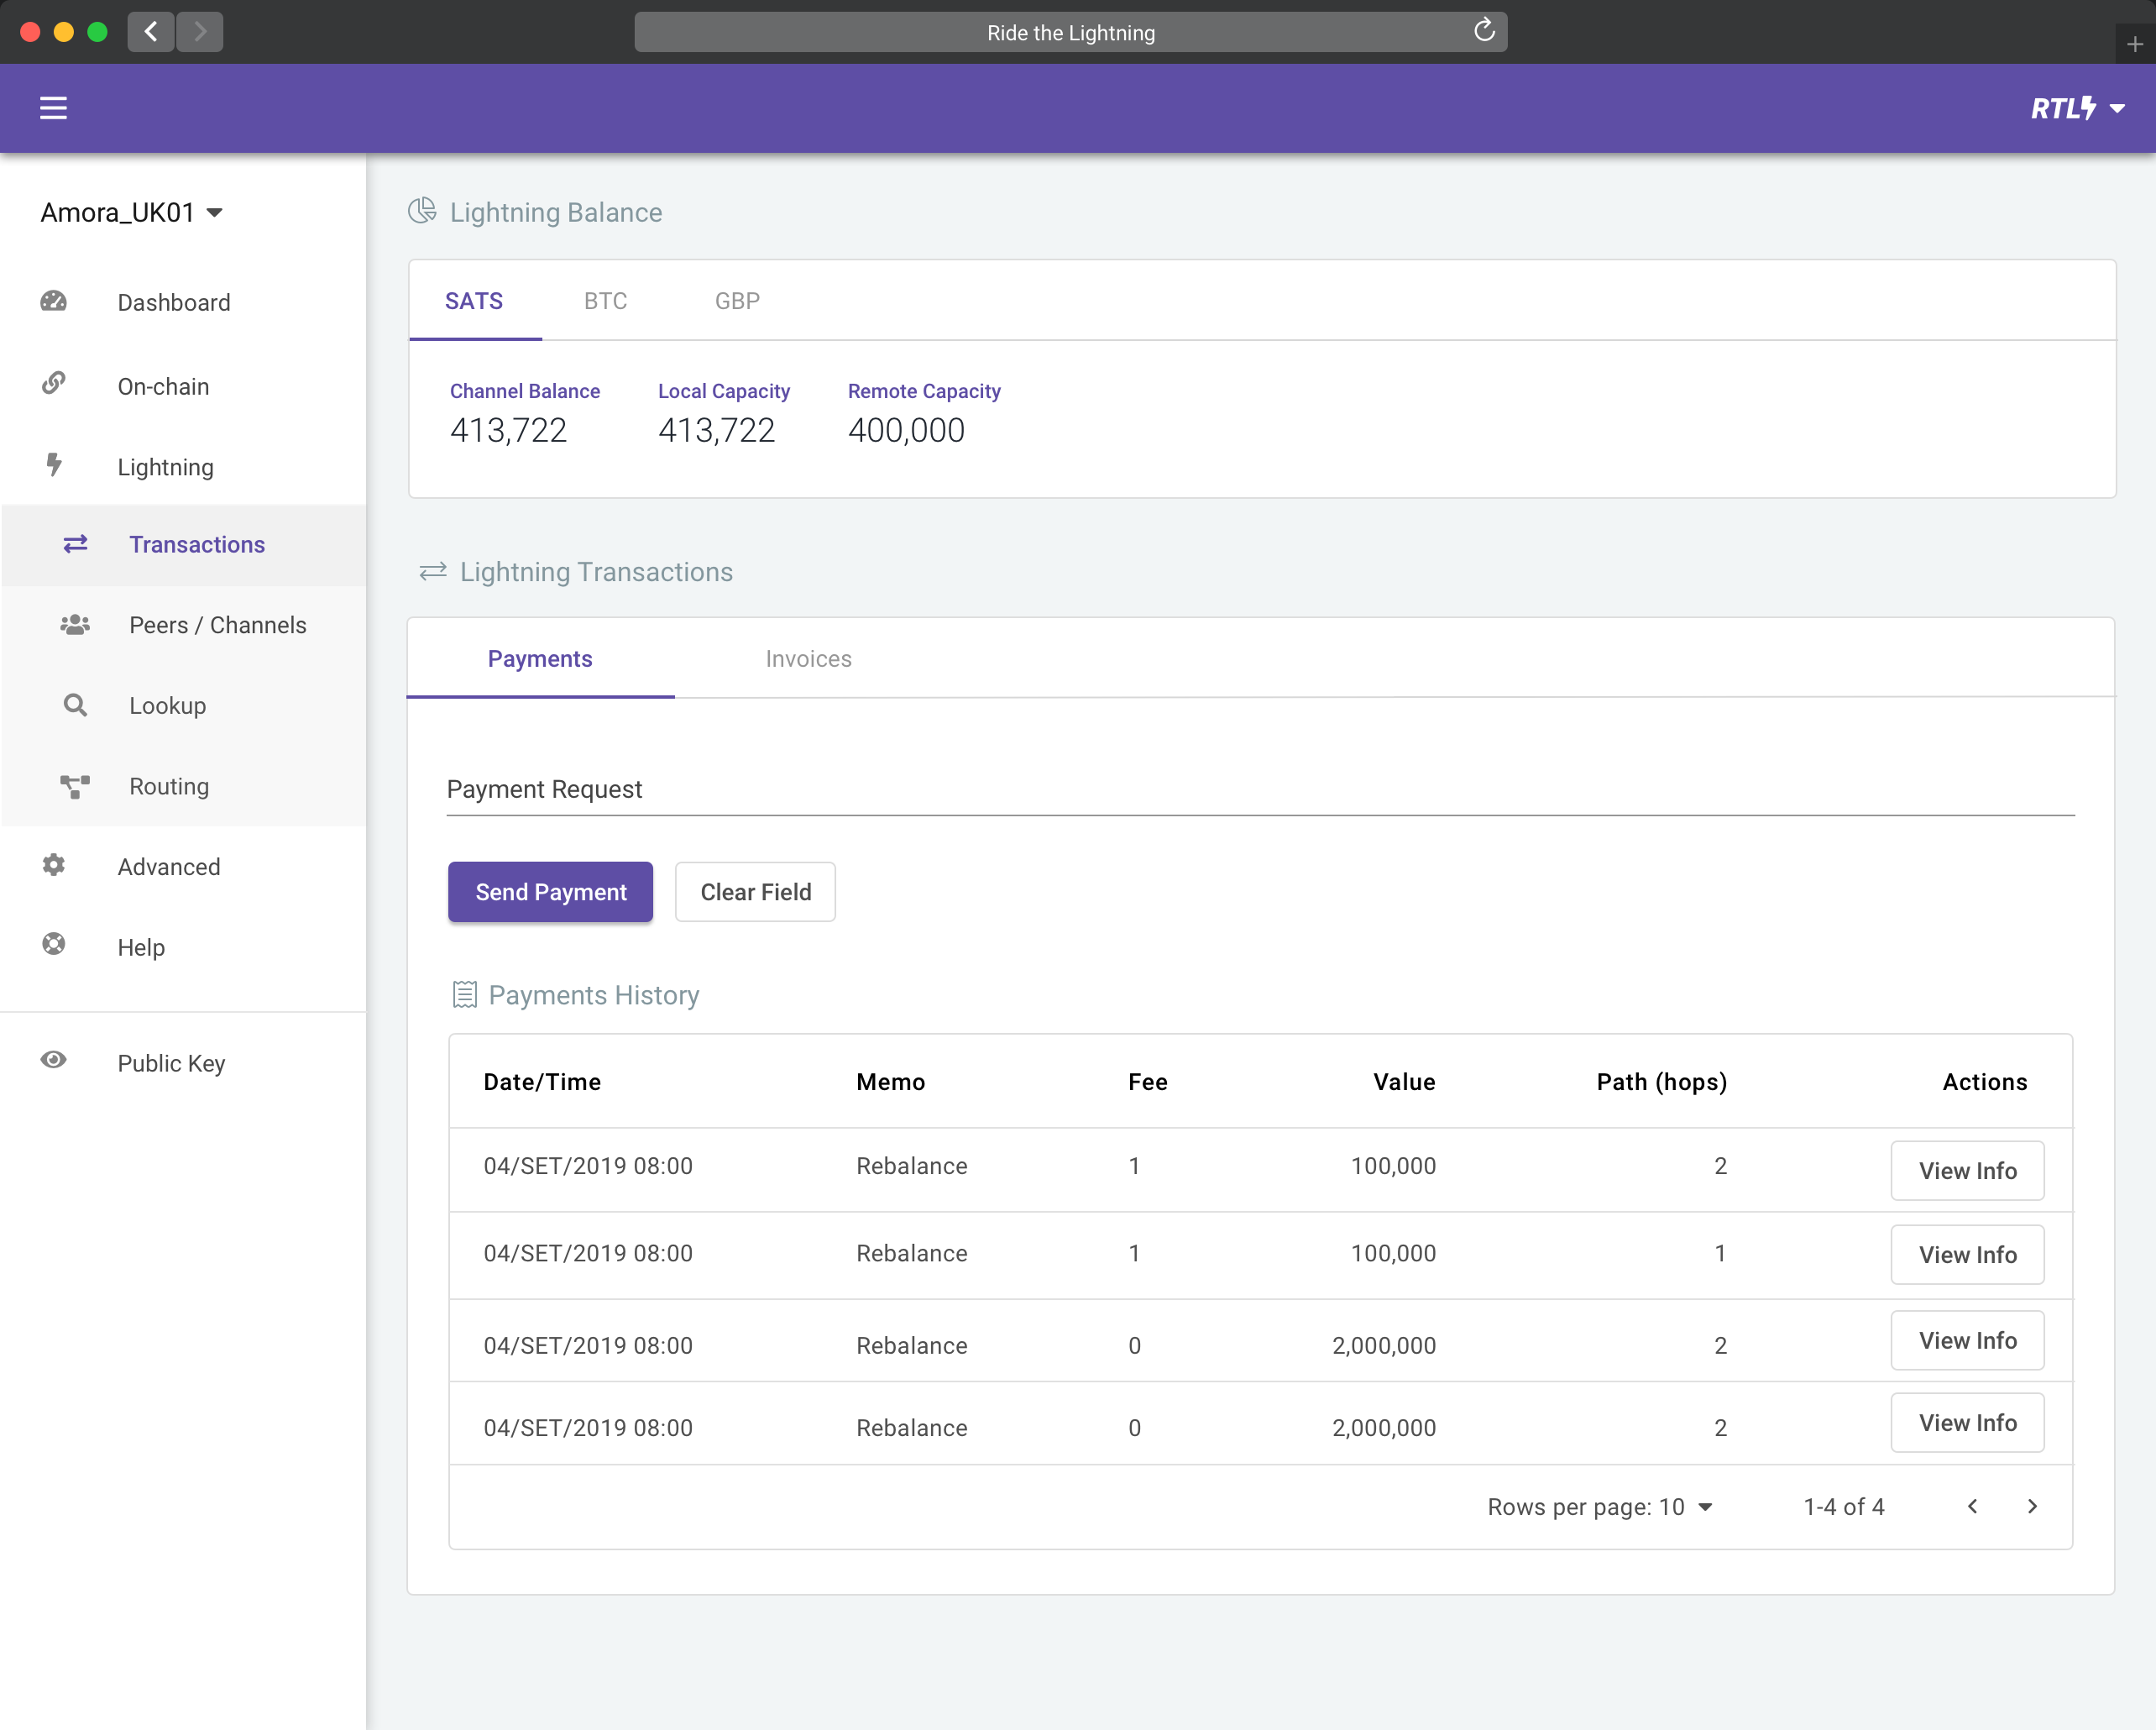 Ride the Lightning
RTL
Amora_UK01
Dashboard
On-chain
Lightning
Transactions
Peers / Channels
Lookup
Routing
Advanced
Help
Public Key
Lightning Balance
SATS BTC GBP
Channel Balance Local Capacity Remote Capacity
413,722 413,722 400,000
Lightning Transactions
Payments Invoices
Payment Request
Send Payment Clear Field
Payments History
Date/Time Memo Fee Value Path (hops) Actions
04/SET/2019 08:00 Rebalance 1 100,000 2 View Info
04/SET/2019 08:00 Rebalance 1 100,000 1 View Info
04/SET/2019 08:00 Rebalance 0 2,000,000 2 View Info
04/SET/2019 08:00 Rebalance 0 2,000,000 2 View Info
Rows per page: 10 1-4 of 4